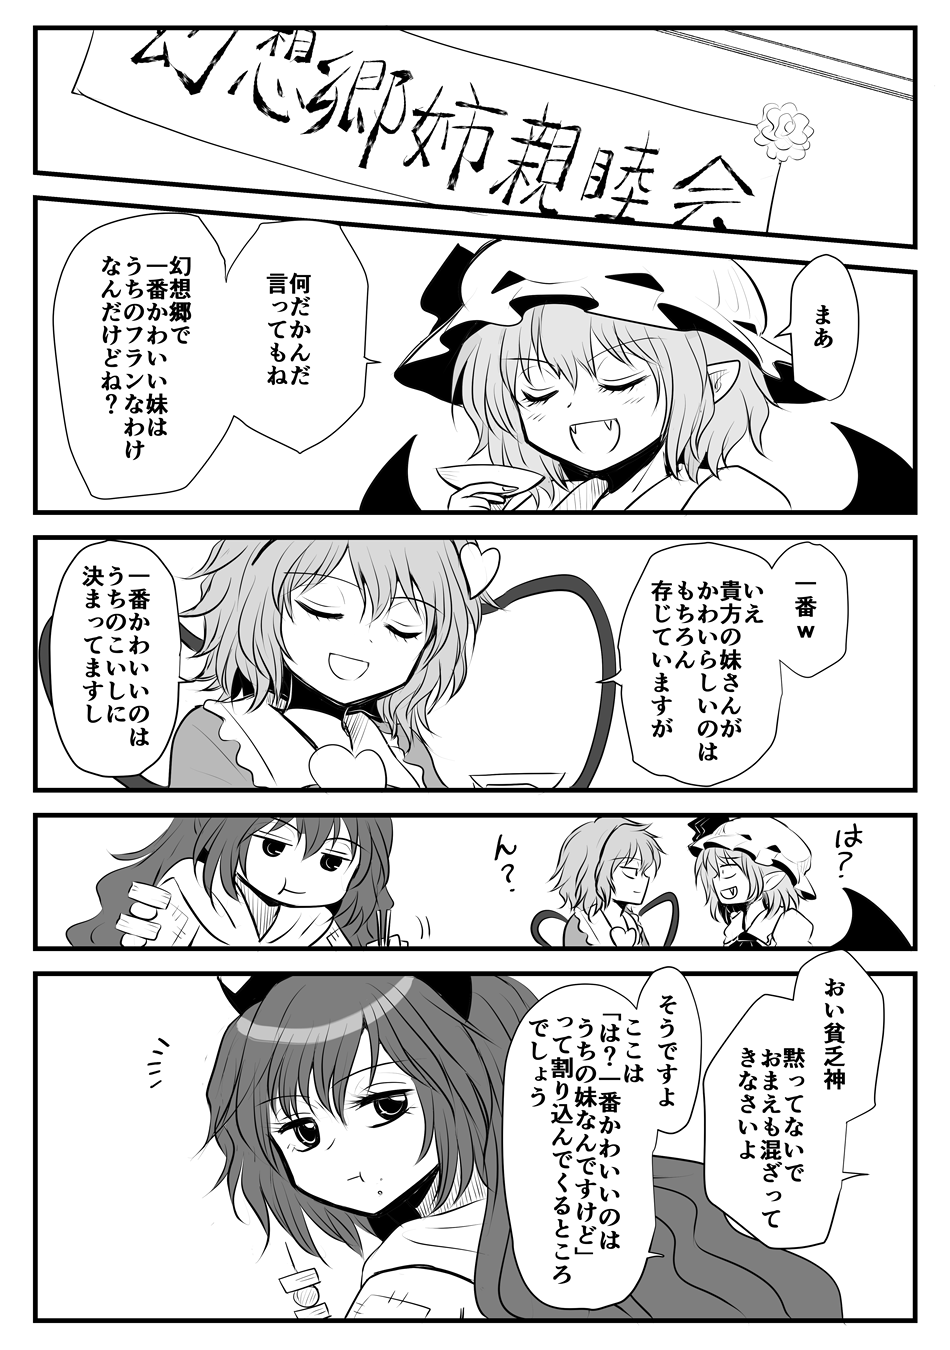 幻想郷姉親睦会
まあ
何だかんだ
言ってもね
幻想郷で
一番かわいい妹は
うちのフランなわけ
なんだけどね？
一番w
いえ
貴方の妹さんが
かわいらしいのは
もちろん
存じていますが
一番かわいいのは
うちのこいしに
決まってますし
は？
ん？
おい貧乏神
黙ってないで
おまえも混ざって
きなさいよ
そうですよ
ここは
「は？一番かわいいのは
うちの妹なんですけど」
って割り込んでくるところ
でしょう